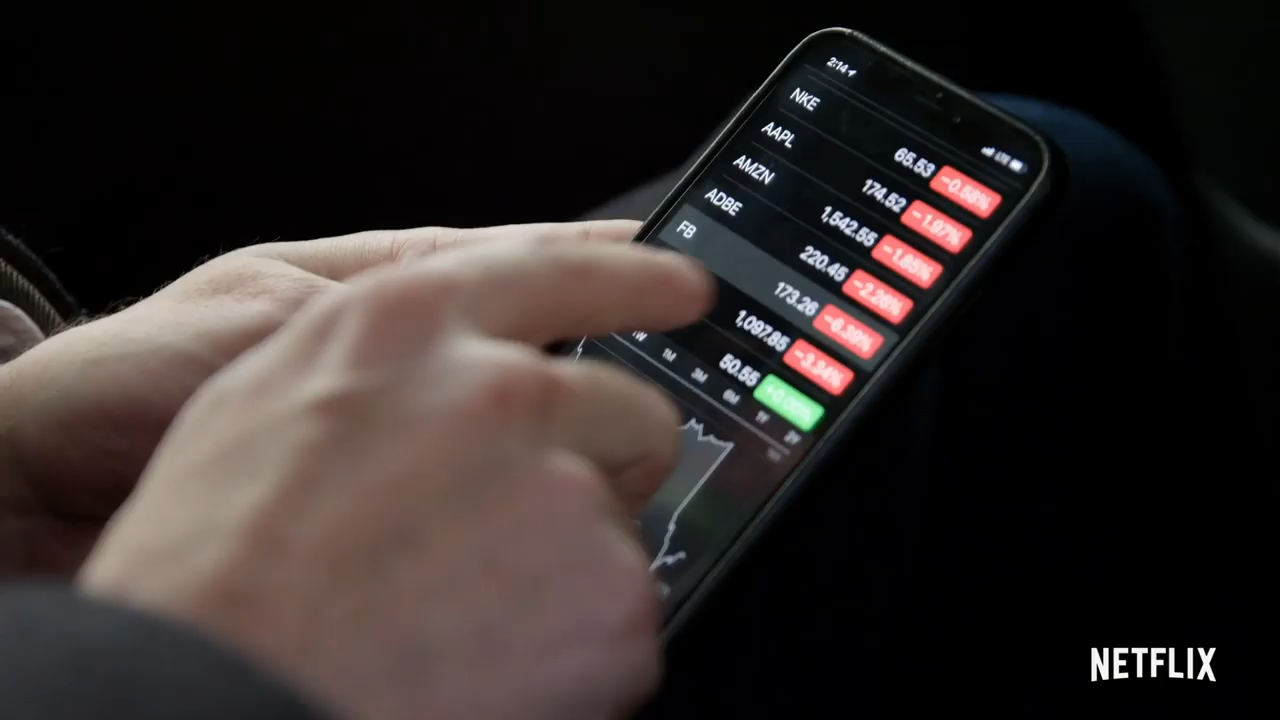 2:14
NKE 65.53 -0.58%
AAPL 174.52 -1.97%
AMZN 1,542.55 -1.85%
ADBE 220.45 -2.26%
FB 173.26 -6.39%
1,097.85 -3.34%
50.55
1M 3M 6M 1Y 2Y
LTE
NETFLIX